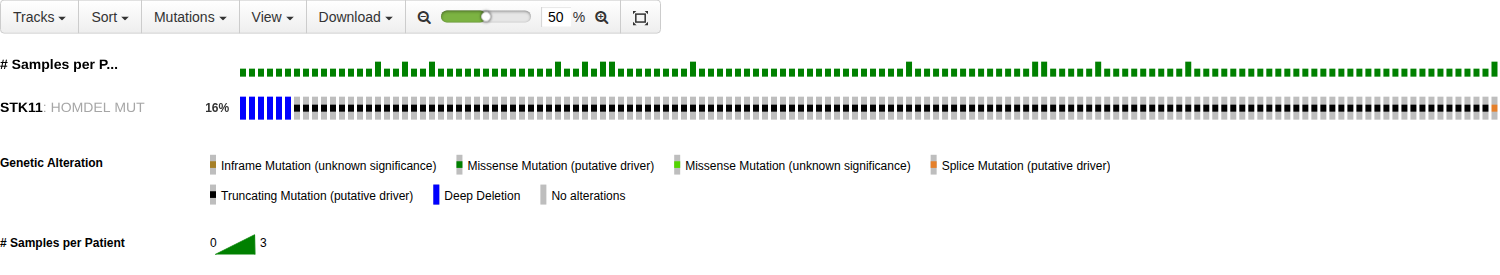 Tracks Sort Mutations View Download 50 %
# Samples per P...
STK11: HOMDEL MUT 16%
Genetic Alteration Inframe Mutation (unknown significance) Missense Mutation (putative driver) Missense Mutation (unknown significance) Splice Mutation (putative driver)
Truncating Mutation (putative driver) Deep Deletion No alterations
# Samples per Patient 0 3